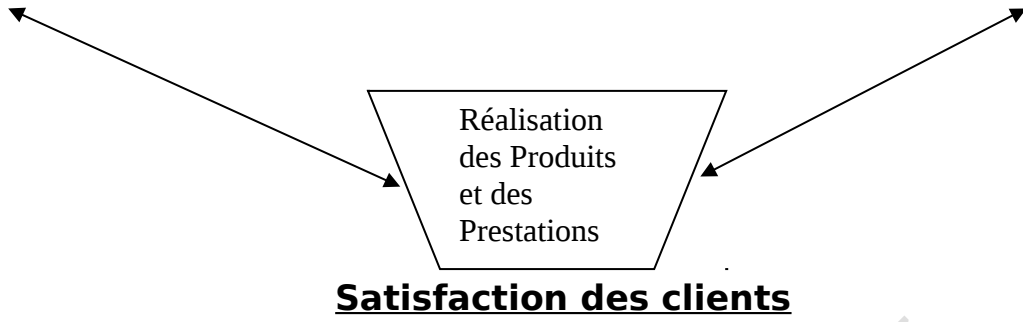 Réalisation
des Produits
et des
Prestations
Satisfaction des clients